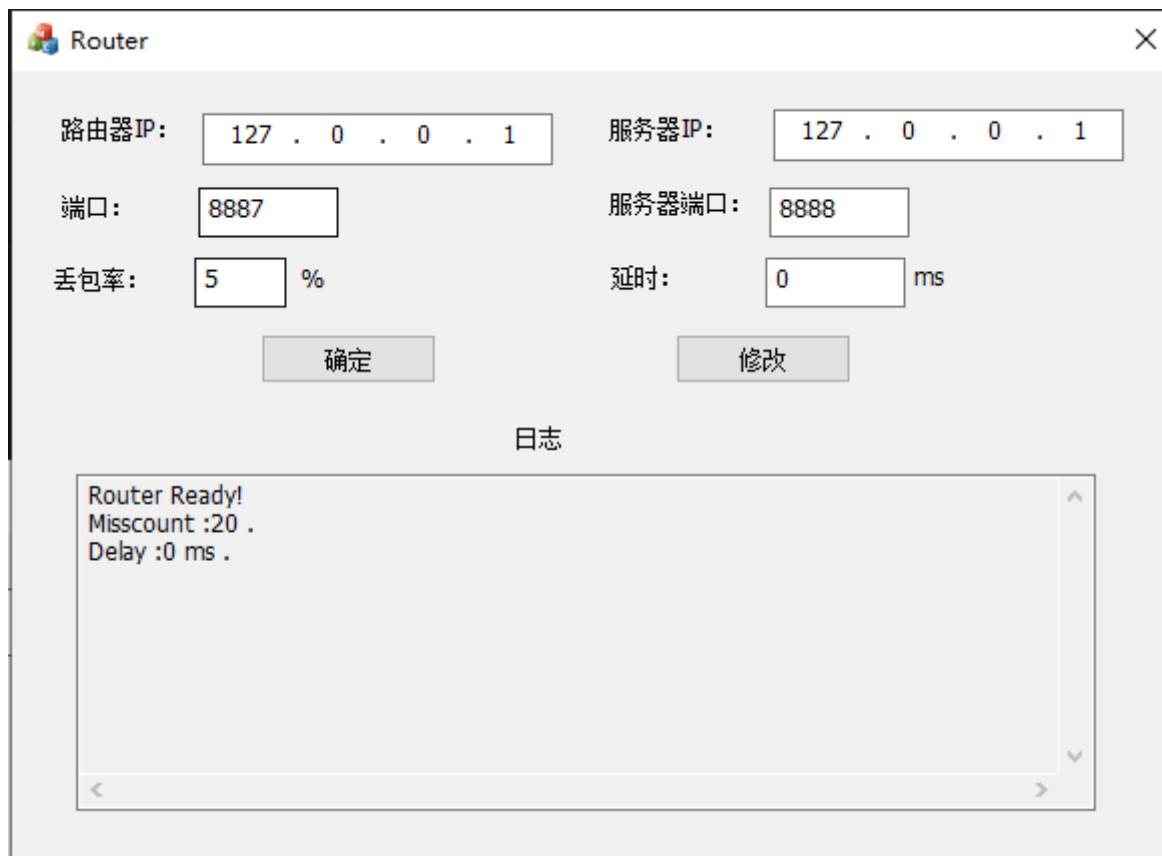 Router
路由器IP: 127 . 0 . 0 . 1 服务器IP: 127 . 0 . 0 . 1
端口: 8887 服务器端口: 8888
丢包率: 5 % 延时: 0 ms
确定 修改
日志
Router Ready!
Misscount :20 .
Delay :0 ms .